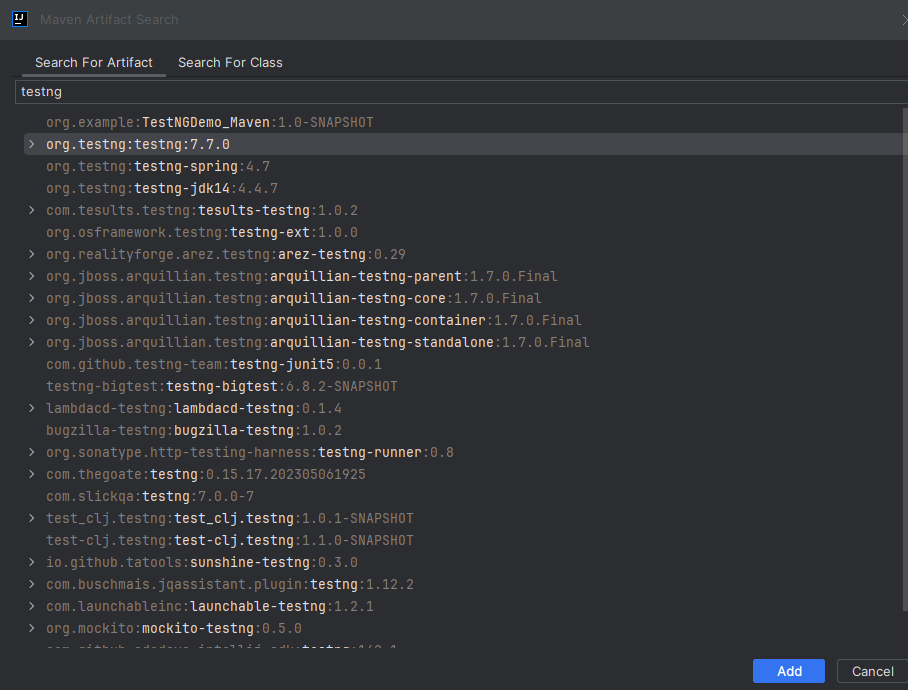 IJ
Maven Artifact Search
Search For Artifact Search For Class
testng
org.example:TestNGDemo_Maven:1.0-SNAPSHOT
org.testng:testng:7.7.0
org.testng:testng-spring:4.7
org.testng:testng-jdk14:4.4.7
com.tesults.testng:tesults-testng:1.0.2
org.osframework.testng:testng-ext:1.0.0
org.realityforge.arez.testng:arez-testng:0.29
org.jboss.arquillian.testng:arquillian-testng-parent:1.7.0.Final
org.jboss.arquillian.testng:arquillian-testng-core:1.7.0.Final
org.jboss.arquillian.testng:arquillian-testng-container:1.7.0.Final
org.jboss.arquillian.testng:arquillian-testng-standalone:1.7.0.Final
com.github.testng-team:testng-junit5:0.0.1
testng-bigtest:testng-bigtest:6.8.2-SNAPSHOT
lambdacd-testng:lambdacd-testng:0.1.4
bugzilla-testng:bugzilla-testng:1.0.2
org.sonatype.http-testing-harness:testng-runner:0.8
com.thegoate:testng:0.15.17.202305061925
com.slickqa:testng:7.0.0-7
test_clj.testng:test_clj.testng:1.0.1-SNAPSHOT
test-clj.testng:test-clj.testng:1.1.0-SNAPSHOT
io.github.tatools:sunshine-testng:0.3.0
com.buschmais.jqassistant.plugin:testng:1.12.2
com.launchableinc:launchable-testng:1.2.1
org.mockito:mockito-testng:0.5.0
Add Cancel